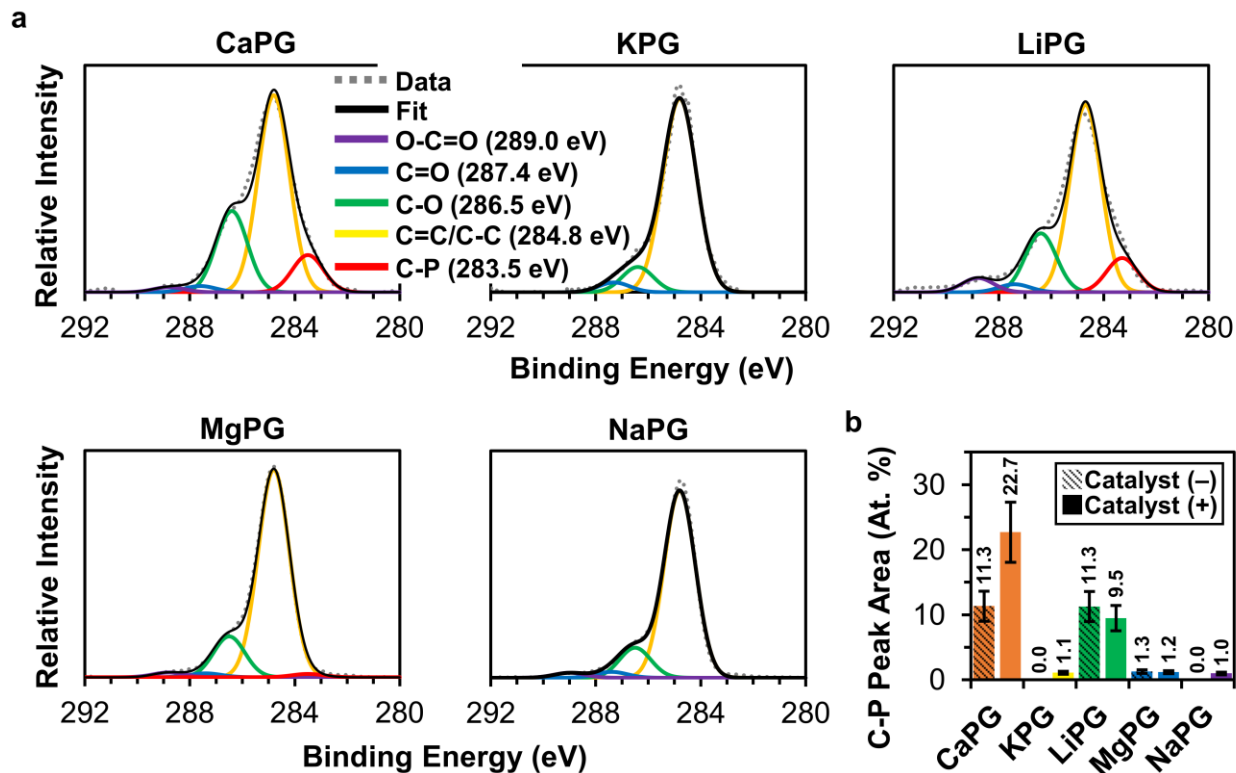 a
CaPG
KPG
LiPG
Relative Intensity
Data
Fit
O-C=O (289.0 eV)
C=O (287.4 eV)
C-O (286.5 eV)
C=C/C-C (284.8 eV)
C-P (283.5 eV)
292 288 284 280
292 288 284 280
292 288 284 280
Binding Energy (eV)
MgPG
NaPG
Relative Intensity
292 288 284 280
292 288 284 280
Binding Energy (eV)
b
C-P Peak Area (At. %)
30
20
10
0
Catalyst (–)
Catalyst (+)
11.3
22.7
0.0
1.1
11.3
9.5
1.3
1.2
0.0
1.0
CaPG
KPG
LiPG
MgPG
NaPG